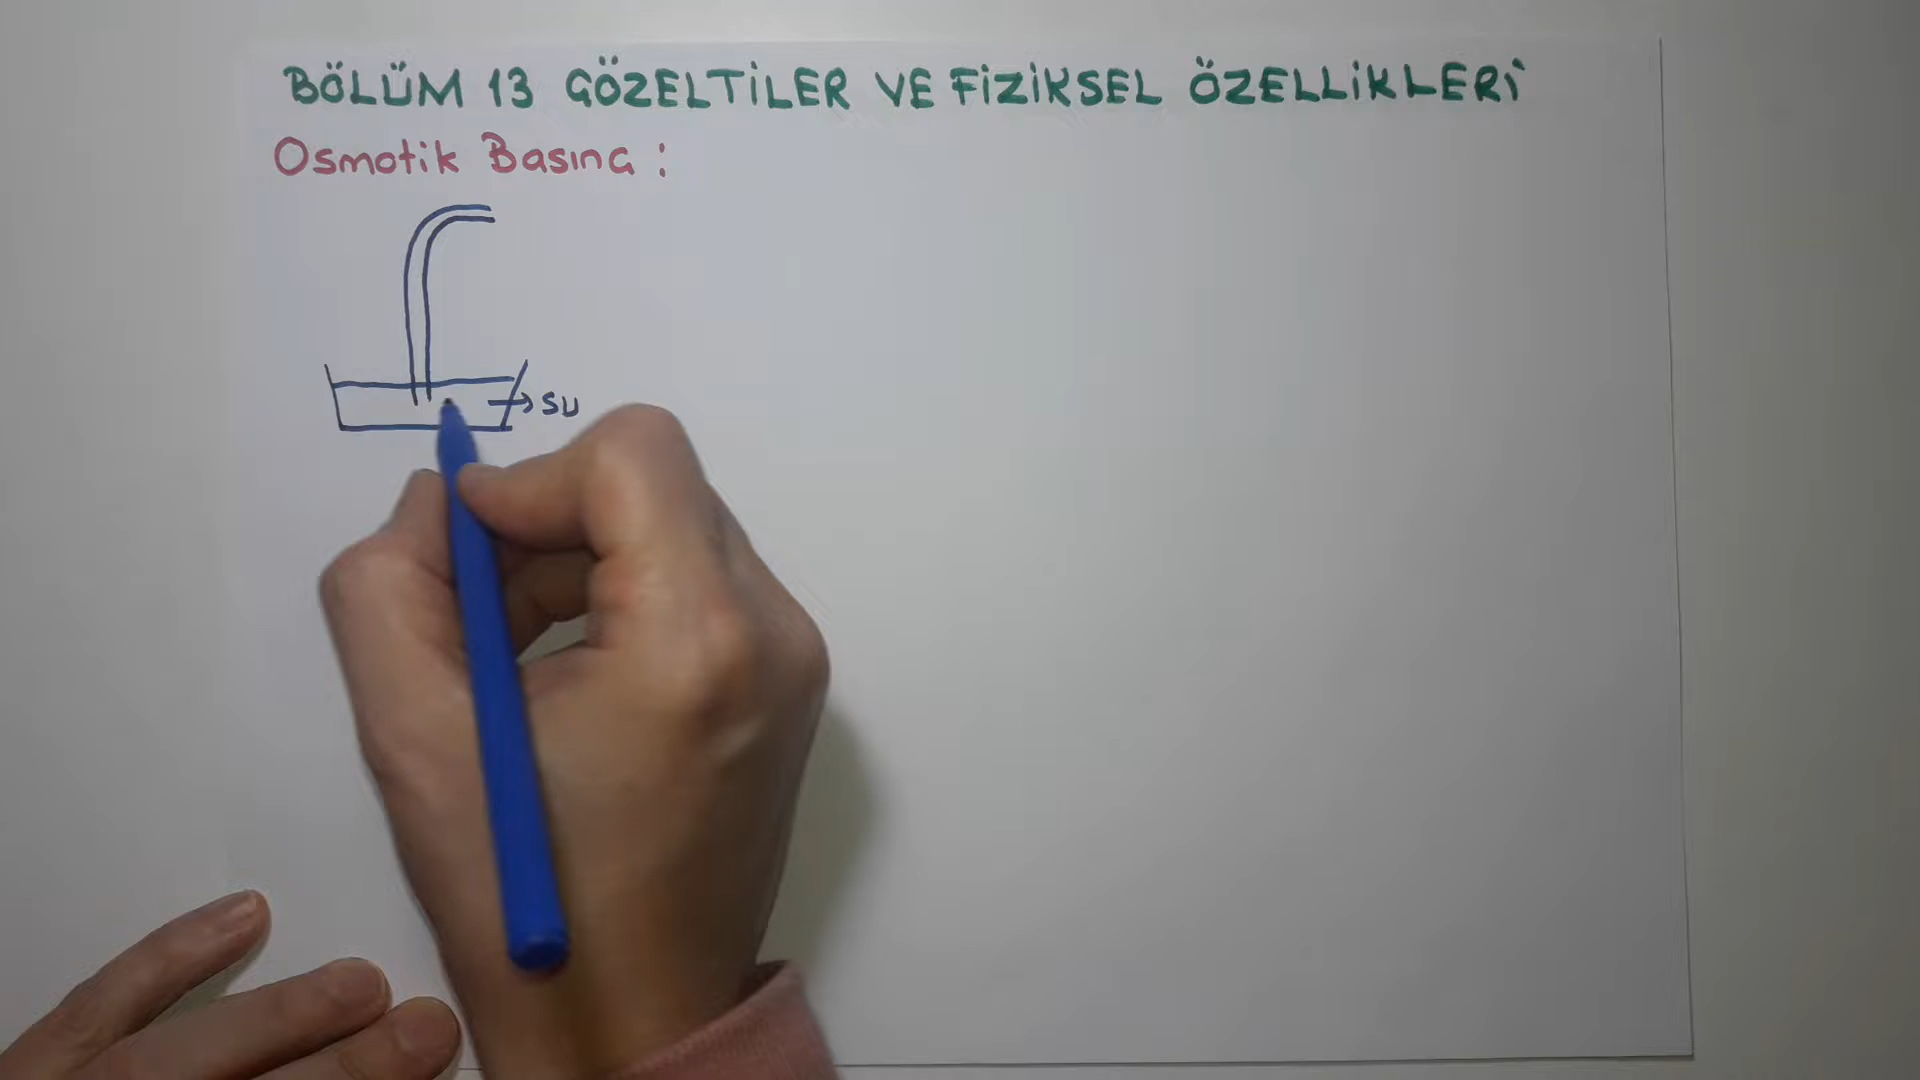 BÖLÜM 13 ÇÖZELTİLER VE FİZİKSEL ÖZELLİKLERİ
Osmotik Basınç :
su